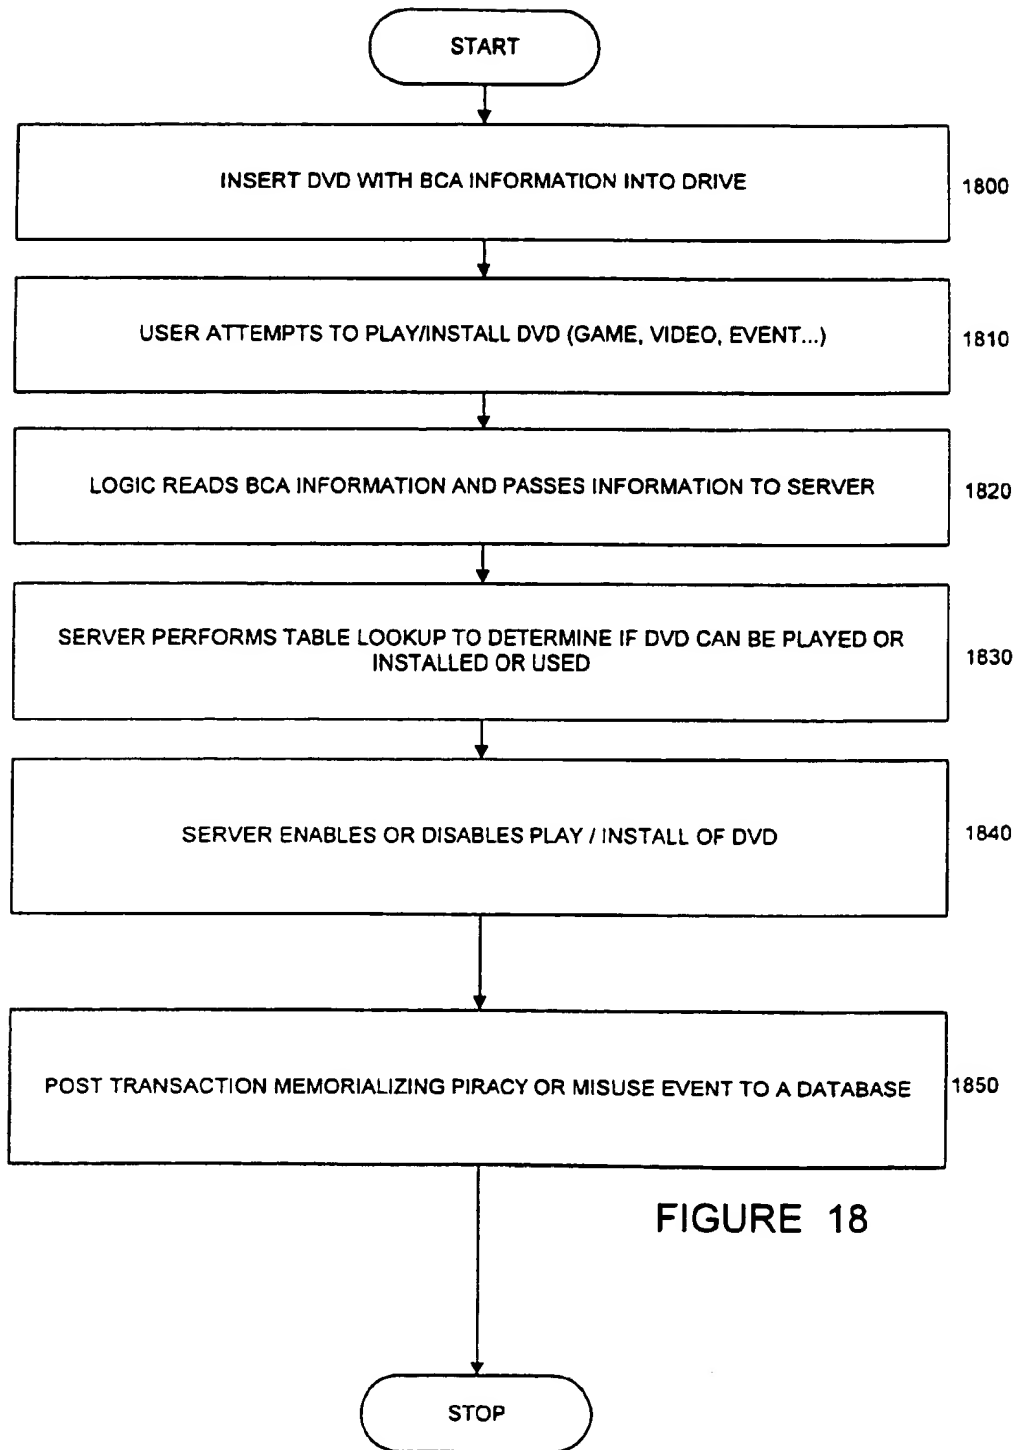 START
INSERT DVD WITH BCA INFORMATION INTO DRIVE
1800
USER ATTEMPTS TO PLAY/INSTALL DVD (GAME, VIDEO, EVENT...)
1810
LOGIC READS BCA INFORMATION AND PASSES INFORMATION TO SERVER
1820
SERVER PERFORMS TABLE LOOKUP TO DETERMINE IF DVD CAN BE PLAYED OR
INSTALLED OR USED
1830
SERVER ENABLES OR DISABLES PLAY / INSTALL OF DVD
1840
POST TRANSACTION MEMORIALIZING PIRACY OR MISUSE EVENT TO A DATABASE
1850
FIGURE 18
STOP